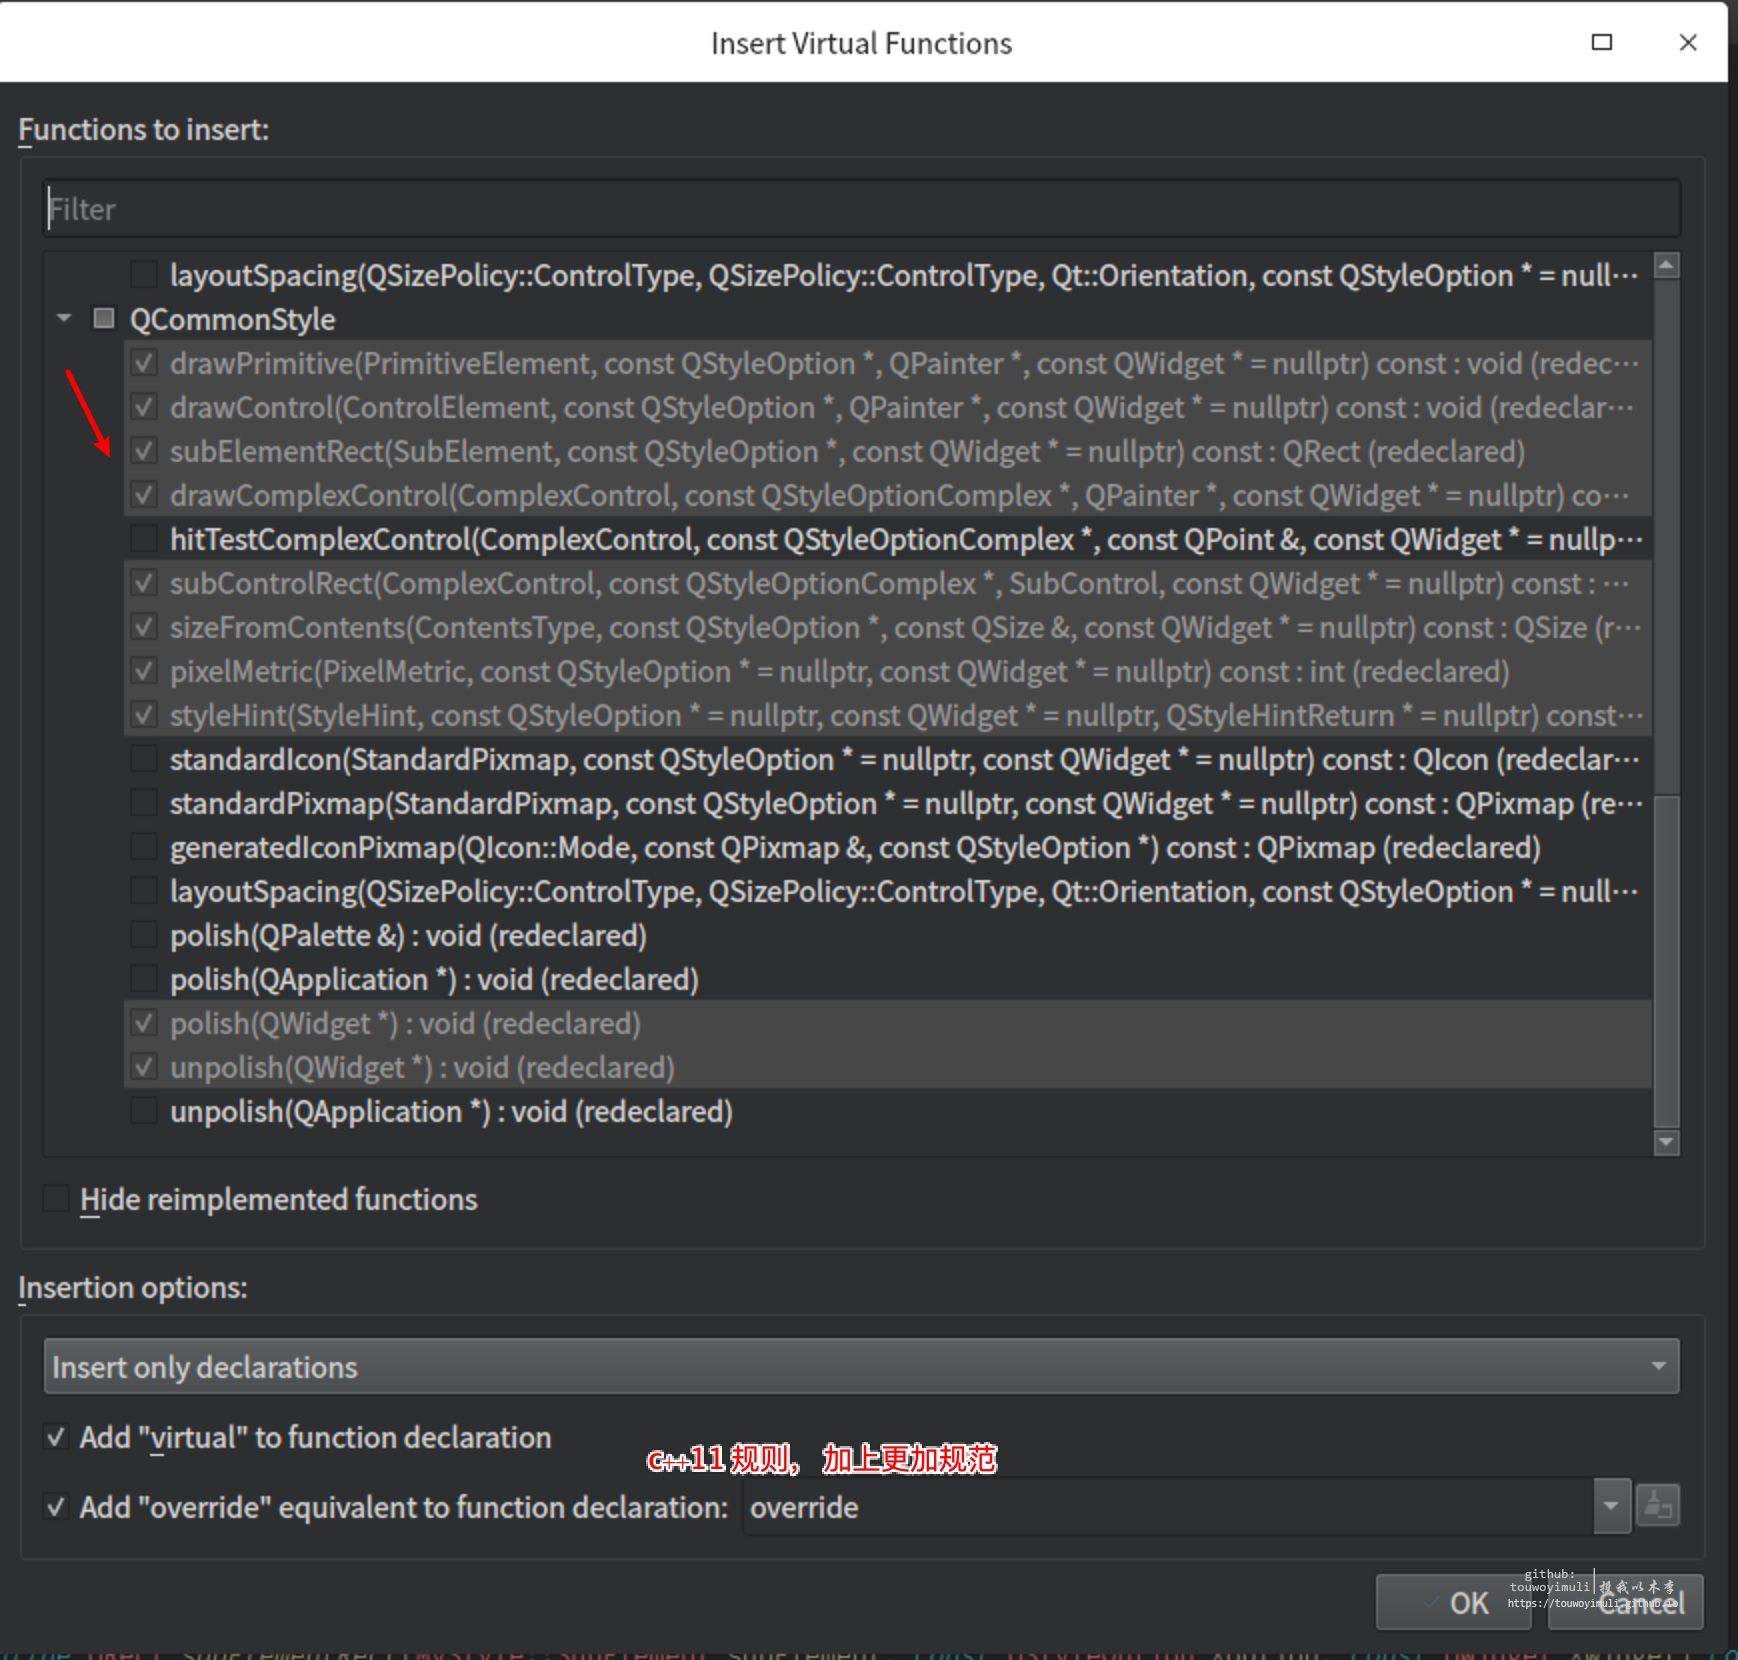 Insert Virtual Functions
Functions to insert:
Filter
layoutSpacing(QSizePolicy::ControlType, QSizePolicy::ControlType, Qt::Orientation, const QStyleOption * = null···
QCommonStyle
drawPrimitive(PrimitiveElement, const QStyleOption *, QPainter *, const QWidget * = nullptr) const : void (redec···
drawControl(ControlElement, const QStyleOption *, QPainter *, const QWidget * = nullptr) const : void (redeclar···
subElementRect(SubElement, const QStyleOption *, const QWidget * = nullptr) const : QRect (redeclared)
drawComplexControl(ComplexControl, const QStyleOptionComplex *, QPainter *, const QWidget * = nullptr) co···
hitTestComplexControl(ComplexControl, const QStyleOptionComplex *, const QPoint &, const QWidget * = nullp···
subControlRect(ComplexControl, const QStyleOptionComplex *, SubControl, const QWidget * = nullptr) const : ···
sizeFromContents(ContentsType, const QStyleOption *, const QSize &, const QWidget * = nullptr) const : QSize (r···
pixelMetric(PixelMetric, const QStyleOption * = nullptr, const QWidget * = nullptr) const : int (redeclared)
styleHint(StyleHint, const QStyleOption * = nullptr, const QWidget * = nullptr, QStyleHintReturn * = nullptr) const···
standardIcon(StandardPixmap, const QStyleOption * = nullptr, const QWidget * = nullptr) const : QIcon (redeclar···
standardPixmap(StandardPixmap, const QStyleOption * = nullptr, const QWidget * = nullptr) const : QPixmap (re···
generatedIconPixmap(QIcon::Mode, const QPixmap &, const QStyleOption *) const : QPixmap (redeclared)
layoutSpacing(QSizePolicy::ControlType, QSizePolicy::ControlType, Qt::Orientation, const QStyleOption * = null···
polish(QPalette &) : void (redeclared)
polish(QApplication *) : void (redeclared)
polish(QWidget *) : void (redeclared)
unpolish(QWidget *) : void (redeclared)
unpolish(QApplication *) : void (redeclared)
Hide reimplemented functions
Insertion options:
Insert only declarations
Add "virtual" to function declaration
c++11 规则， 加上更加规范
Add "override" equivalent to function declaration: override
OK
Cancel
github:
touwoyimuli 投我以木李
https://touwoyimuli.github.io